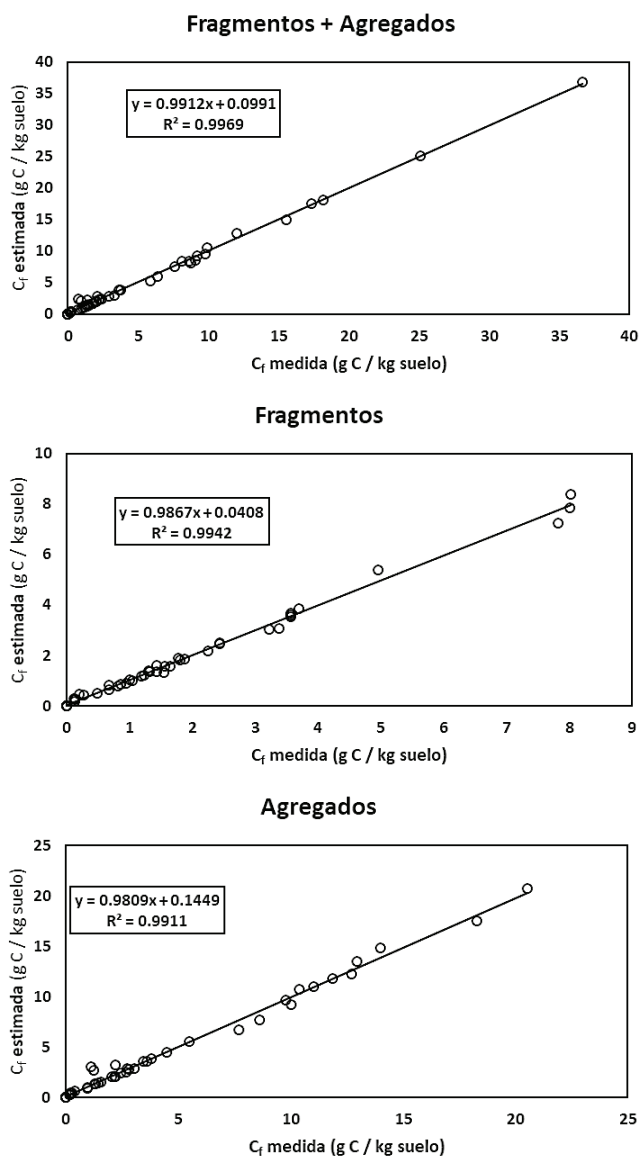 Fragmentos + Agregados
40
35
30
25
20
15
10
5
0
y = 0.9912x + 0.0991
R² = 0.9969
C_f estimada (g C / kg suelo)
0 5 10 15 20 25 30 35 40
C_f medida (g C / kg suelo)
Fragmentos
10
8
6
4
2
0
y = 0.9867x + 0.0408
R² = 0.9942
C_f estimada (g C / kg suelo)
0 1 2 3 4 5 6 7 8 9
C_f medida (g C / kg suelo)
Agregados
25
20
15
10
5
0
y = 0.9809x + 0.1449
R² = 0.9911
C_f estimada (g C / kg suelo)
0 5 10 15 20 25
C_f medida (g C / kg suelo)